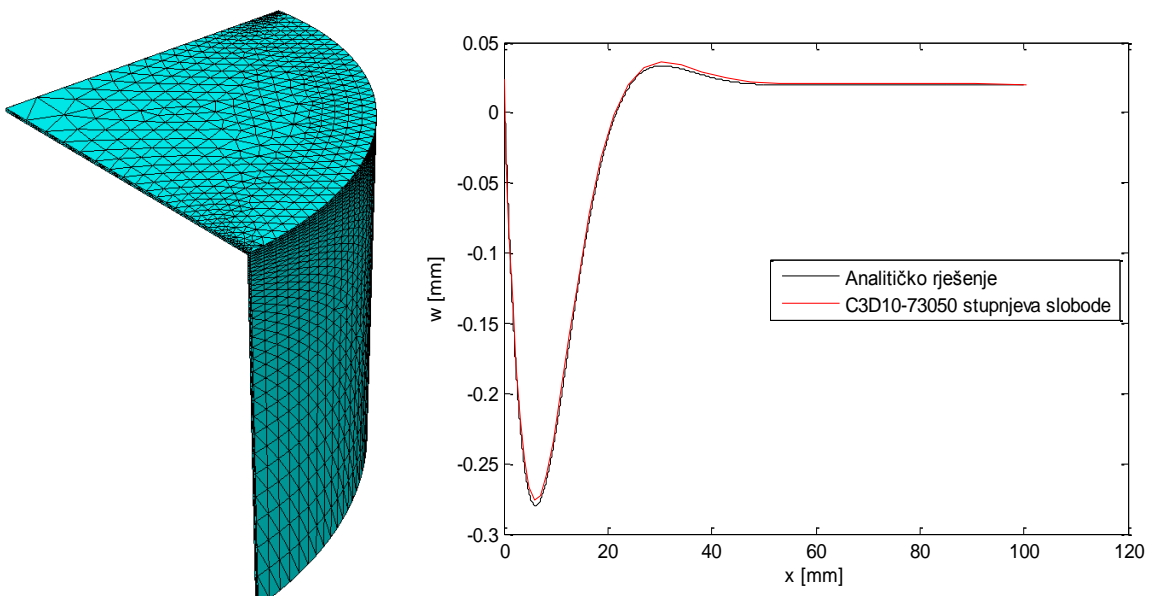 0.05
0
-0.05
-0.1
-0.15
-0.2
-0.25
-0.3
w [mm]
Analitičko rješenje
C3D10-73050 stupnjeva slobode
0 20 40 60 80 100 120
x [mm]